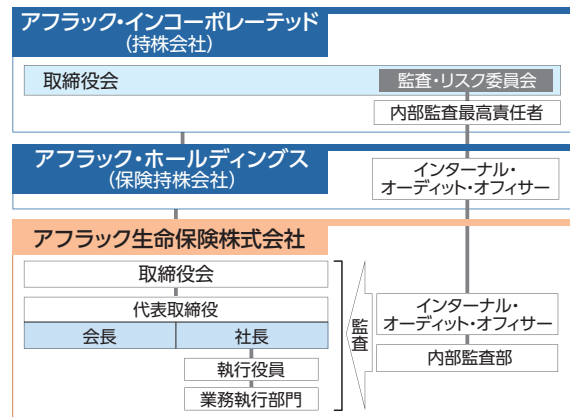 アフラック・インコーポレーテッド
（持株会社）
取締役会
監査・リスク委員会
内部監査最高責任者
アフラック・ホールディングス
（保険持株会社）
インターナル・
オーディット・オフィサー
アフラック生命保険株式会社
取締役会
代表取締役
会長
社長
執行役員
業務執行部門
監査
インターナル・
オーディット・オフィサー
内部監査部